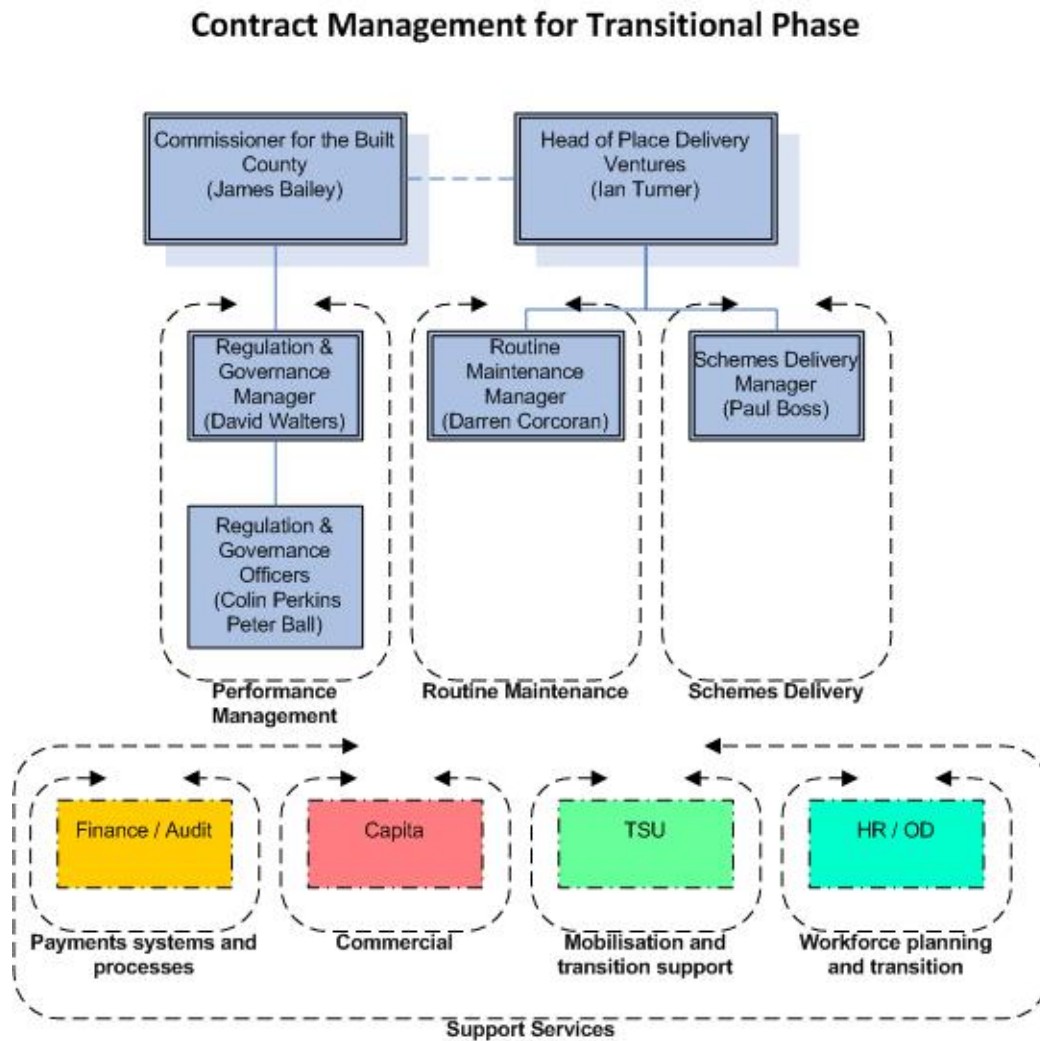 Contract Management for Transitional Phase
Commissioner for the Built
County
(James Bailey)
Head of Place Delivery
Ventures
(Ian Turner)
Regulation &
Governance
Manager
(David Walters)
Routine
Maintenance
Manager
(Darren Corcoran)
Schemes Delivery
Manager
(Paul Boss)
Regulation &
Governance
Officers
(Colin Perkins
Peter Ball)
Performance
Management
Routine Maintenance
Schemes Delivery
Finance / Audit
Capita
TSU
HR / OD
Payments systems and
processes
Commercial
Mobilisation and
transition support
Workforce planning
and transition
Support Services